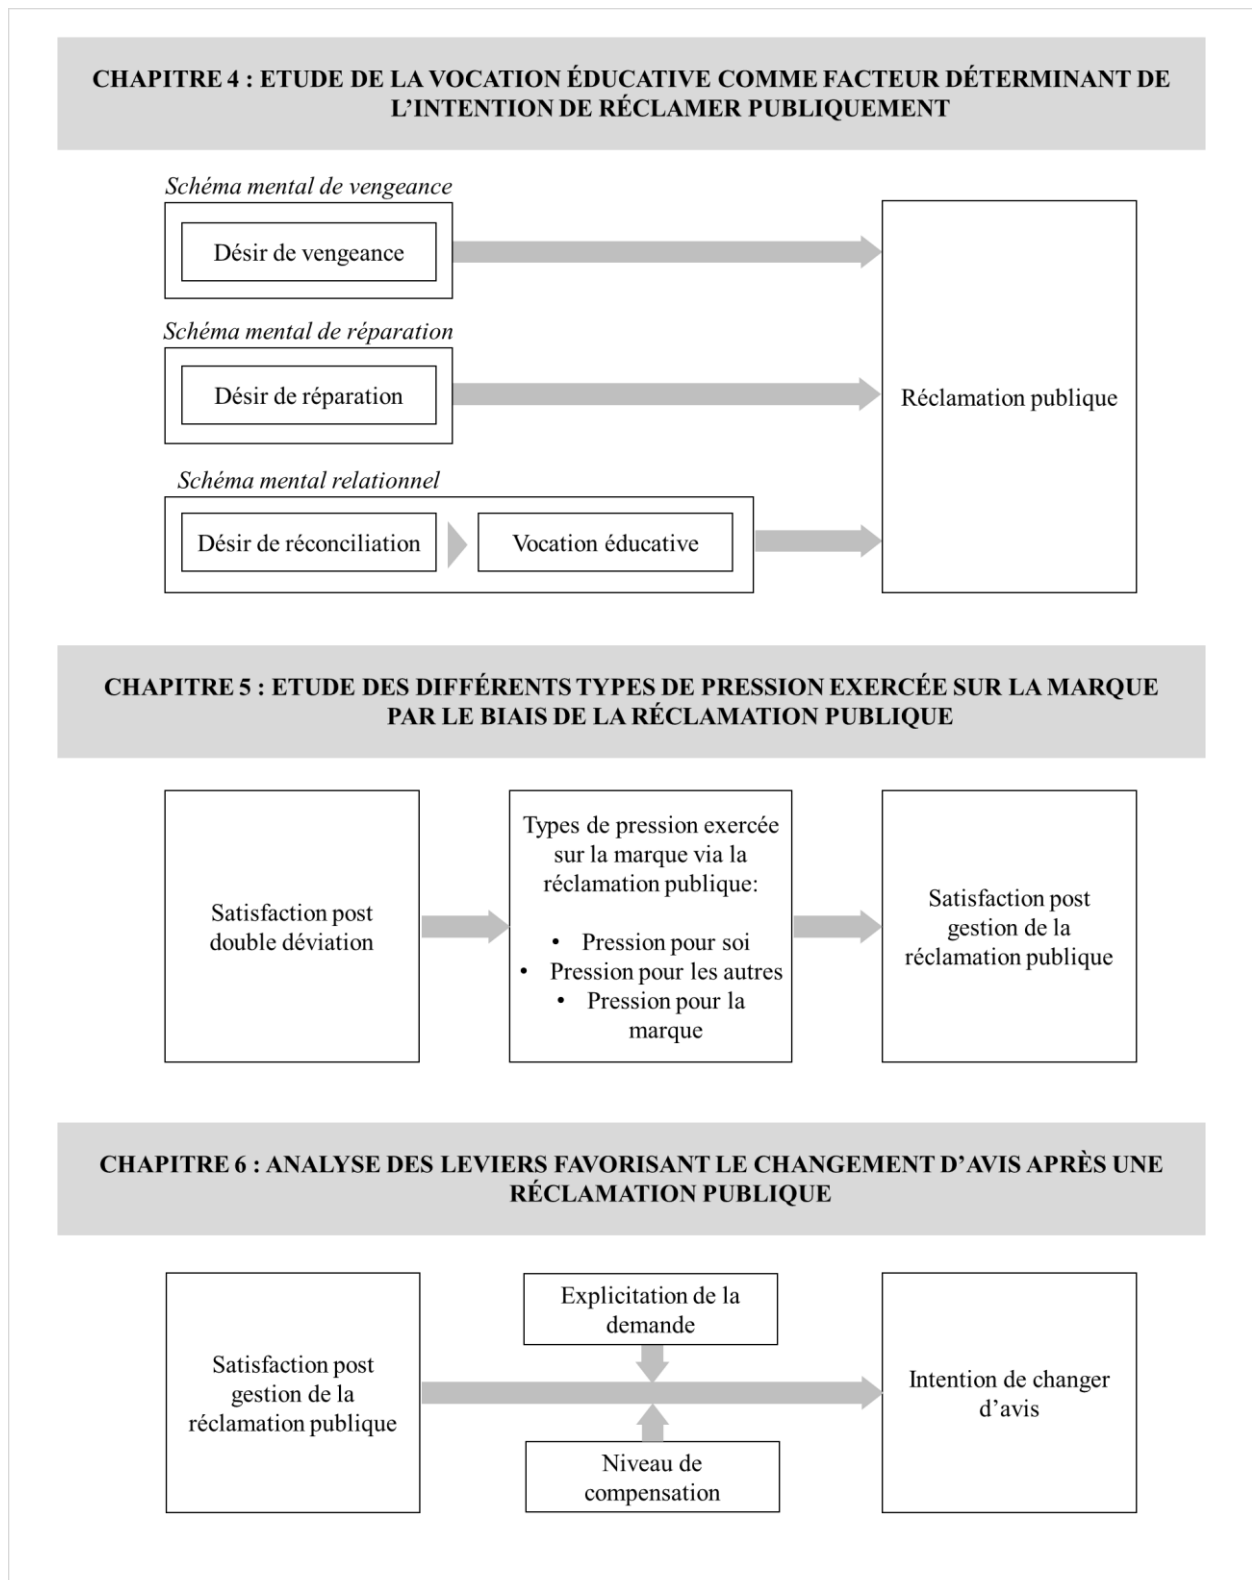 CHAPITRE 4 : ETUDE DE LA VOCATION ÉDUCATIVE COMME FACTEUR DÉTERMINANT DE
L’INTENTION DE RÉCLAMER PUBLIQUEMENT
Schéma mental de vengeance
Désir de vengeance
Schéma mental de réparation
Désir de réparation
Réclamation publique
Schéma mental relationnel
Désir de réconciliation
Vocation éducative
CHAPITRE 5 : ETUDE DES DIFFÉRENTS TYPES DE PRESSION EXERCÉE SUR LA MARQUE
PAR LE BIAIS DE LA RÉCLAMATION PUBLIQUE
Satisfaction post
double déviation
Types de pression exercée
sur la marque via la
réclamation publique:
• Pression pour soi
• Pression pour les autres
• Pression pour la
marque
Satisfaction post
gestion de la
réclamation publique
CHAPITRE 6 : ANALYSE DES LEVIERS FAVORISANT LE CHANGEMENT D’AVIS APRÈS UNE
RÉCLAMATION PUBLIQUE
Satisfaction post
gestion de la
réclamation publique
Explicitation de la
demande
Niveau de
compensation
Intention de changer
d’avis